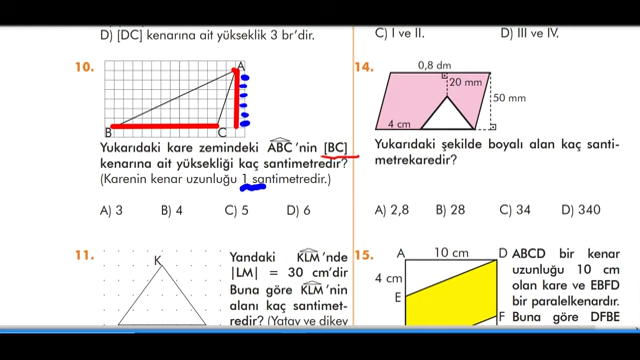 D) [DC] kenarına ait yükseklik 3 br'dir.
10.
A
B
C
Yukarıdaki kare zemindeki ABC'nin [BC]
kenarına ait yüksekliği kaç santimetredir?
(Karenin kenar uzunluğu 1 santimetredir.)
A) 3 B) 4 C) 5 D) 6
11.
K
Yandaki KLM'nde
|LM| = 30 cm'dir
Buna göre KLM'nin
alanı kaç santimet-
redir? (Yatay ve dikey
C) I ve II. D) III ve IV.
14.
0,8 dm
20 mm
50 mm
4 cm
Yukarıdaki şekilde boyalı alan kaç santi-
metrekaredir?
A) 2,8 B) 28 C) 34 D) 340
15.
A 10 cm D
4 cm
E
F
ABCD bir kenar
uzunluğu 10 cm
olan kare ve EBFD
bir paralelkenardır.
Buna göre DFBE